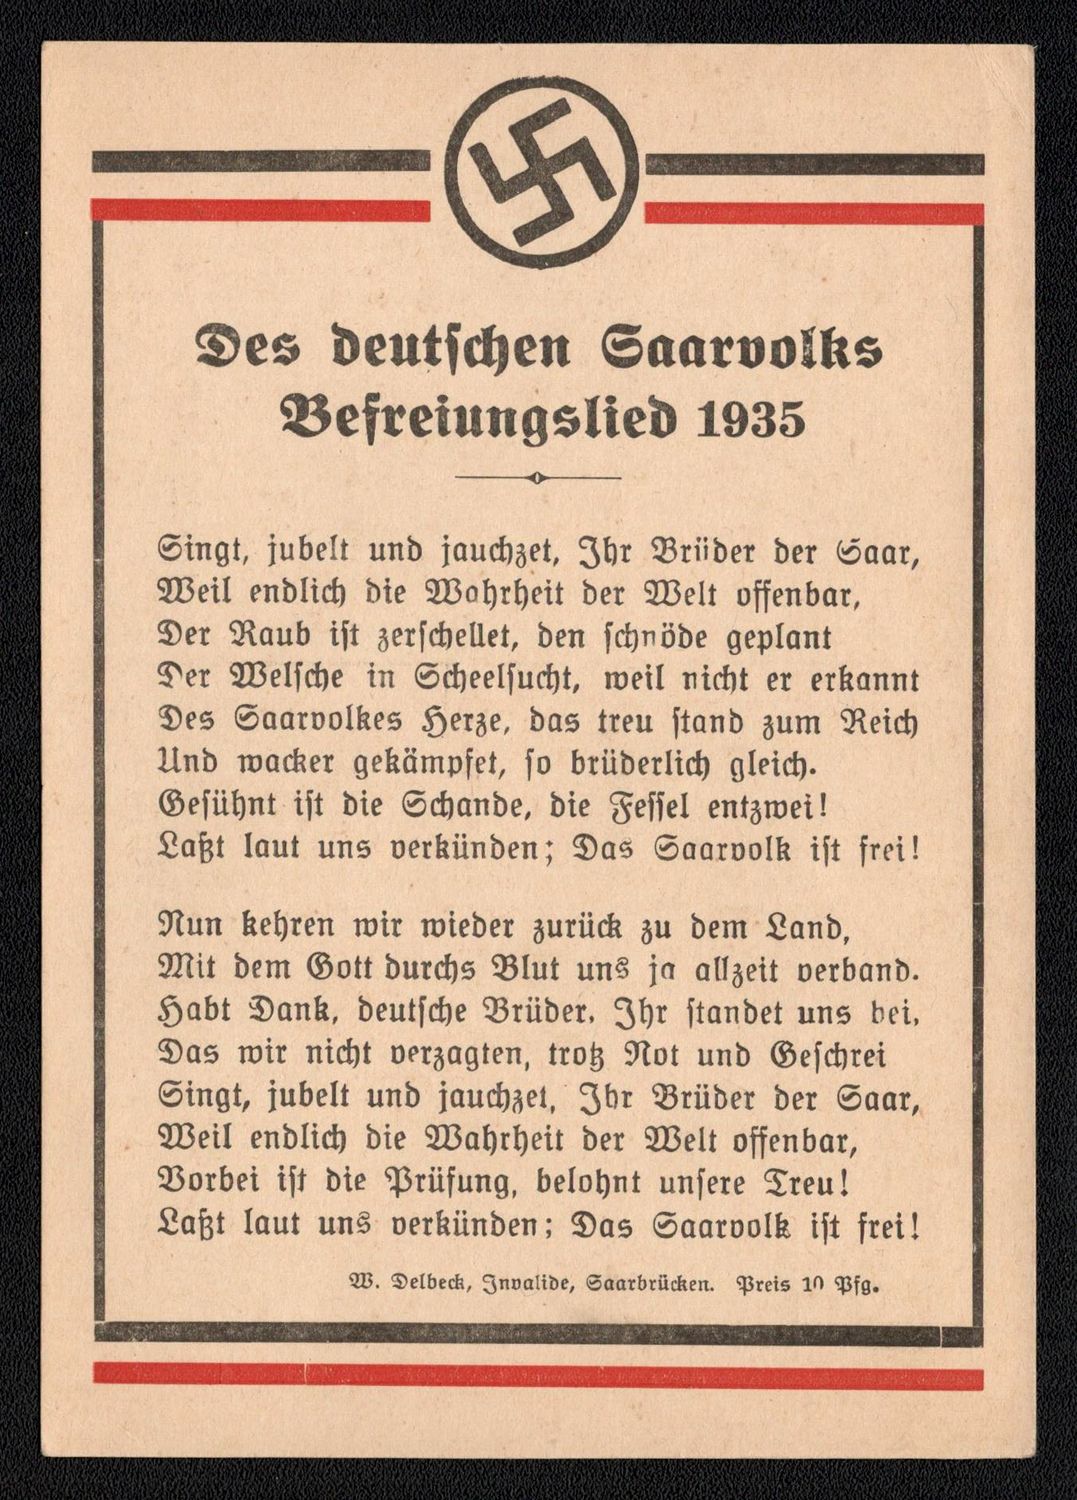 Des deutschen Saarvolks
Befreiungslied 1935
Singt, jubelt und jauchzet, Ihr Brüder der Saar,
Weil endlich die Wahrheit der Welt offenbar,
Der Raub ist zerschellet, den schnöde geplant
Der Welsche in Scheelsucht, weil nicht er erkannt
Des Saarvolkes Herze, das treu stand zum Reich
Und wacker gekämpfet, so brüderlich gleich.
Gesühnt ist die Schande, die Fessel entzwei!
Laßt laut uns verkünden; Das Saarvolk ist frei!
Nun kehren wir wieder zurück zu dem Land,
Mit dem Gott durchs Blut uns ja allzeit verband.
Habt Dank, deutsche Brüder, Ihr standet uns bei,
Das wir nicht verzagten, trotz Not und Geschrei
Singt, jubelt und jauchzet, Ihr Brüder der Saar,
Weil endlich die Wahrheit der Welt offenbar,
Vorbei ist die Prüfung, belohnt unsere Treu!
Laßt laut uns verkünden; Das Saarvolk ist frei!
W. Delbeck, Invalide, Saarbrücken. Preis 10 Pfg.